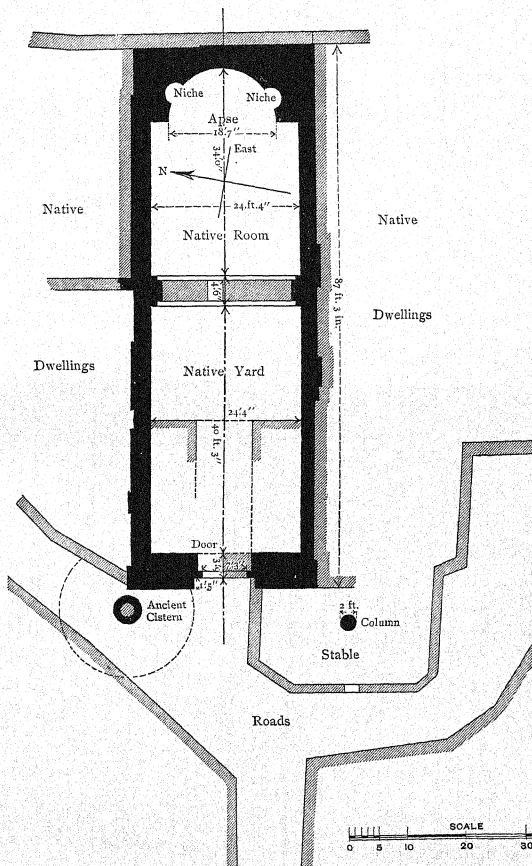 Niche
Niche
Apse
18'.7"
34'.0"
East
N
24.ft.4"
Native Room
Native
Native
87 ft. 3 in.
4'.6"
Dwellings
Dwellings
Native Yard
24'.4"
40 ft. 3"
Door
Ancient
Cistern
2 ft.
Column
Stable
Roads
SCALE
0 5 10 20